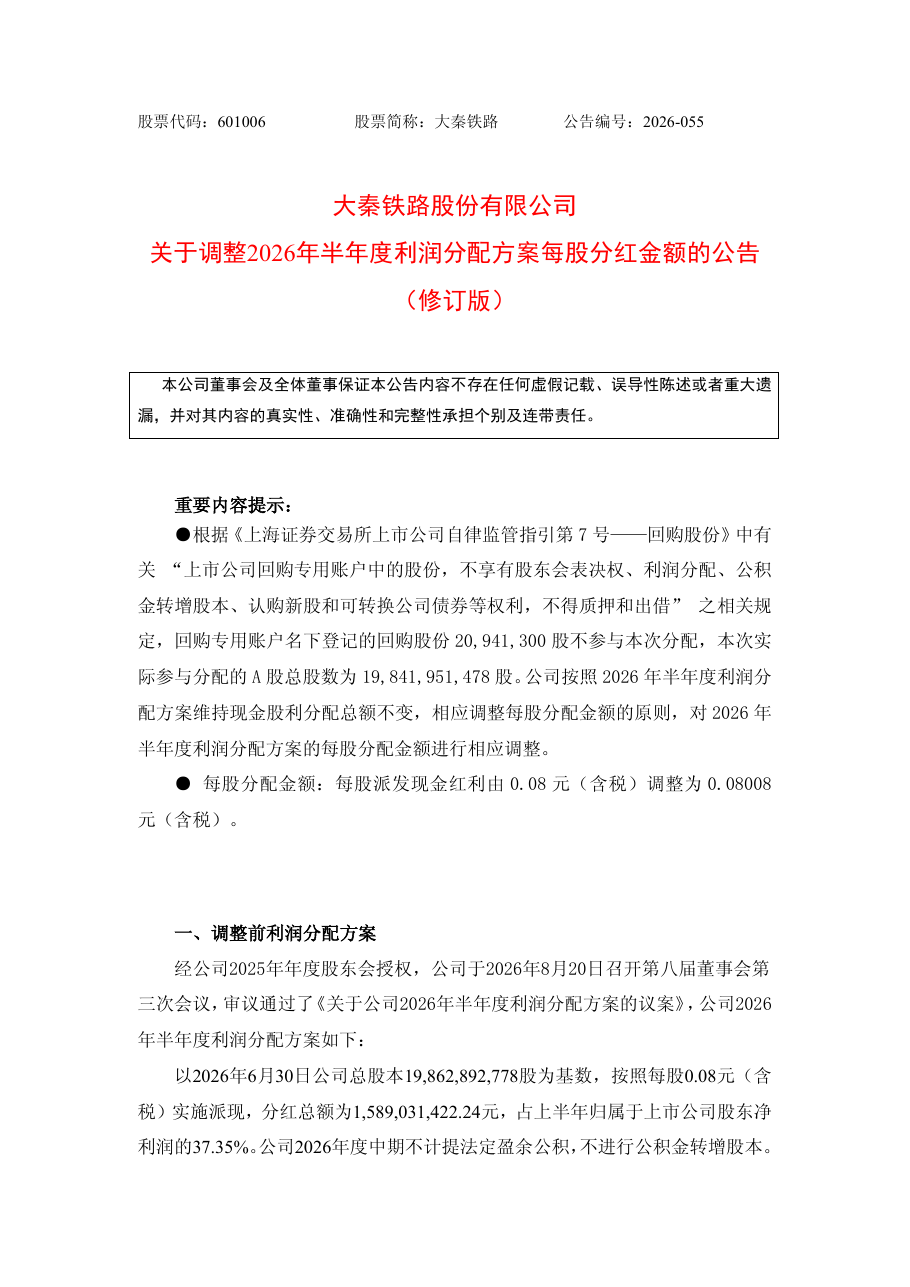 股票代码：601006 股票简称：大秦铁路 公告编号：2026-055
大秦铁路股份有限公司
关于调整2026年半年度利润分配方案每股分红金额的公告
（修订版）
本公司董事会及全体董事保证本公告内容不存在任何虚假记载、误导性陈述或者重大遗
漏，并对其内容的真实性、准确性和完整性承担个别及连带责任。
重要内容提示：
●根据《上海证券交易所上市公司自律监管指引第 7 号——回购股份》中有
关 “上市公司回购专用账户中的股份，不享有股东会表决权、利润分配、公积
金转增股本、认购新股和可转换公司债券等权利，不得质押和出借” 之相关规
定，回购专用账户名下登记的回购股份 20,941,300 股不参与本次分配，本次实
际参与分配的 A 股总股数为 19,841,951,478 股。公司按照 2026 年半年度利润分
配方案维持现金股利分配总额不变，相应调整每股分配金额的原则，对 2026 年
半年度利润分配方案的每股分配金额进行相应调整。
● 每股分配金额：每股派发现金红利由 0.08 元（含税）调整为 0.08008
元（含税）。
一、调整前利润分配方案
经公司2025年年度股东会授权，公司于2026年8月20日召开第八届董事会第
三次会议，审议通过了《关于公司2026年半年度利润分配方案的议案》，公司2026
年半年度利润分配方案如下：
以2026年6月30日公司总股本19,862,892,778股为基数，按照每股0.08元（含
税）实施派现，分红总额为1,589,031,422.24元，占上半年归属于上市公司股东净
利润的37.35%。公司2026年度中期不计提法定盈余公积，不进行公积金转增股本。